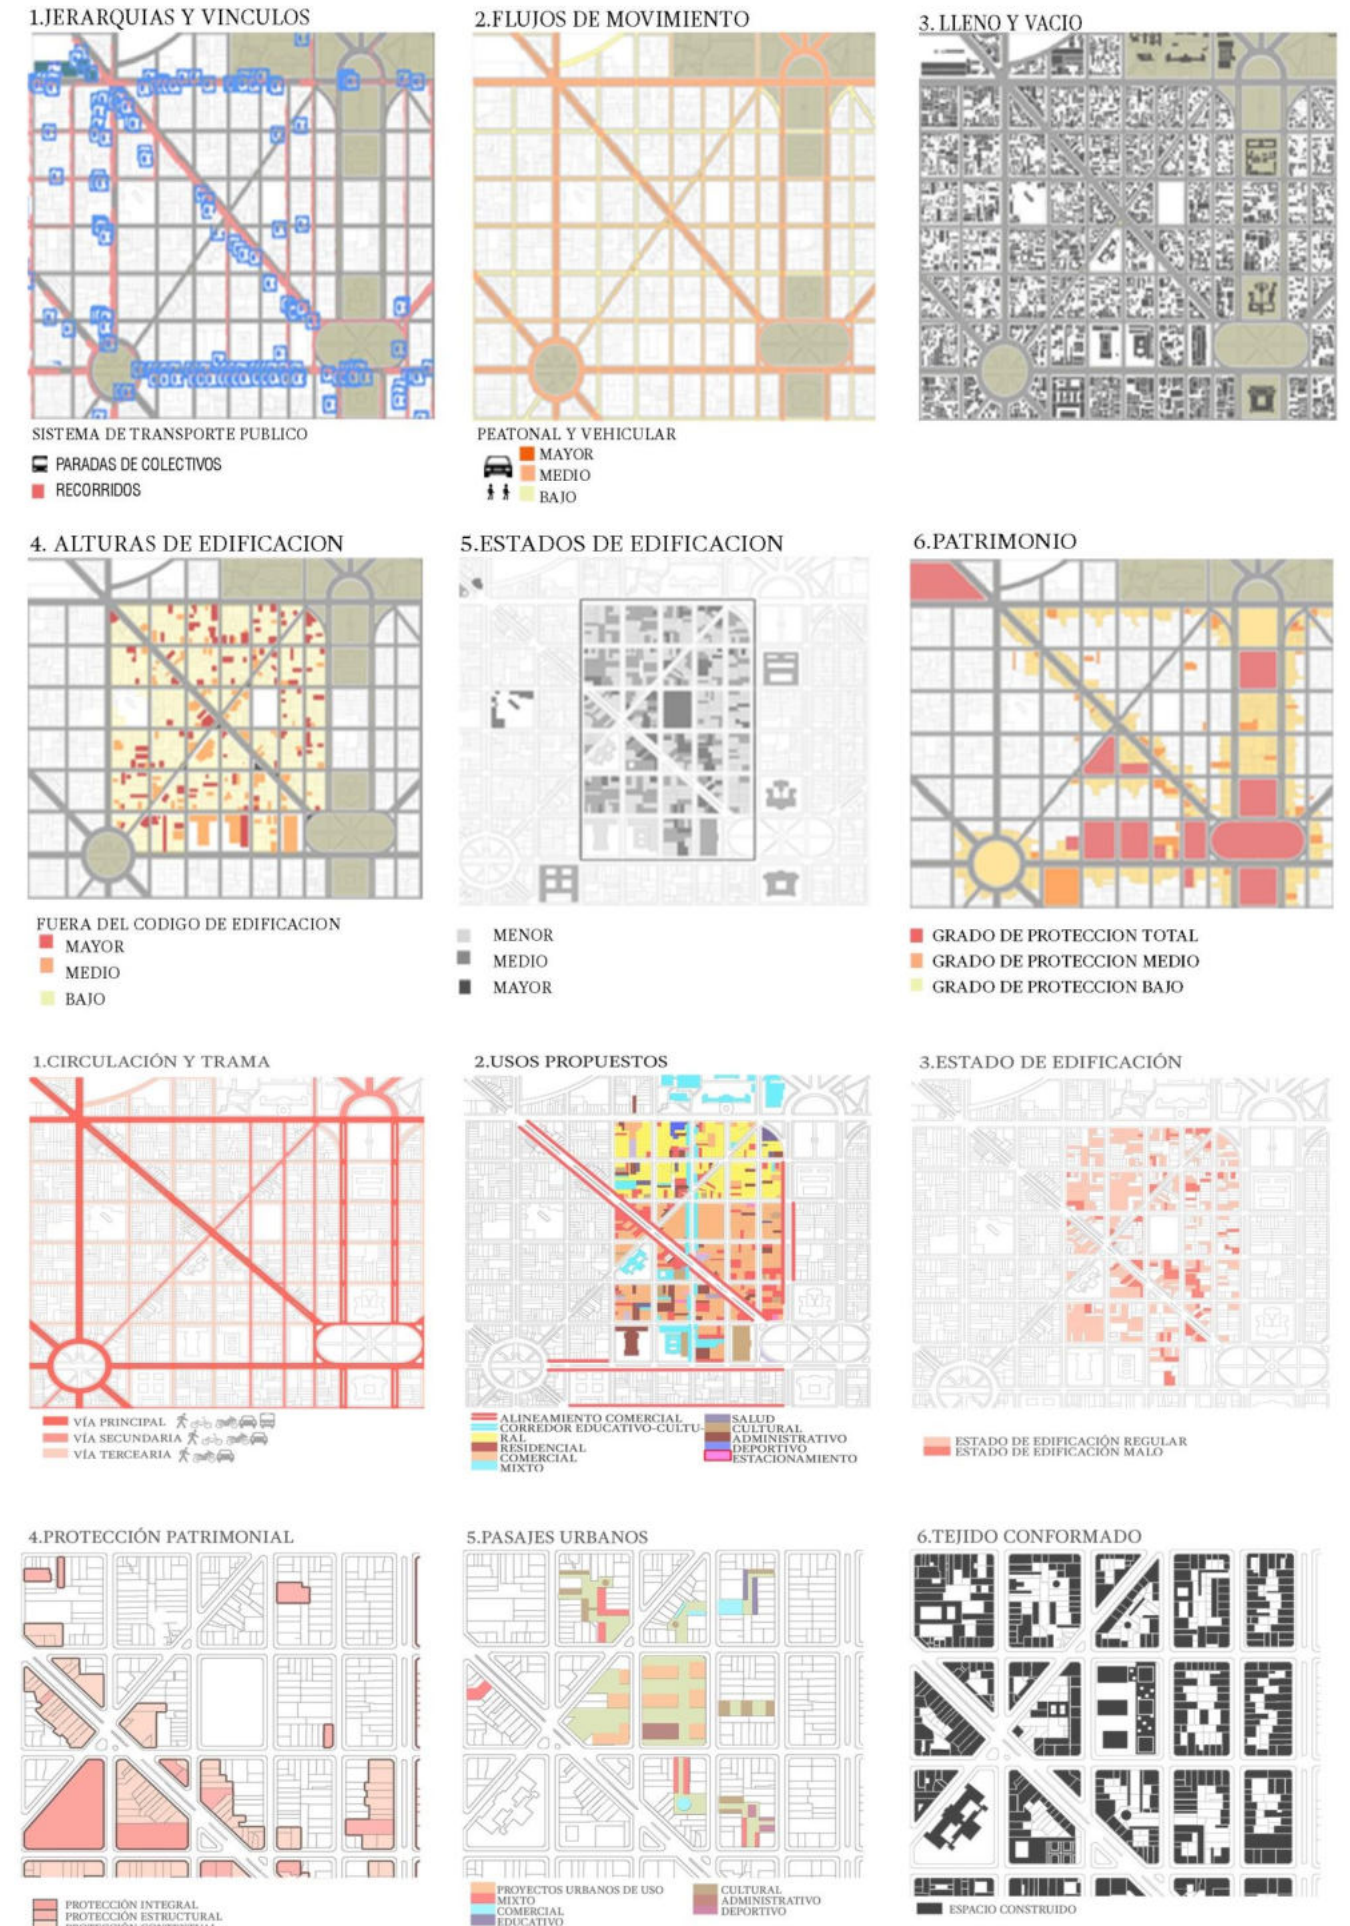 1.JERARQUIAS Y VINCULOS
2.FLUJOS DE MOVIMIENTO
3. LLENO Y VACIO
SISTEMA DE TRANSPORTE PUBLICO
PARADAS DE COLECTIVOS
RECORRIDOS
PEATONAL Y VEHICULAR
MAYOR
MEDIO
BAJO
4. ALTURAS DE EDIFICACION
5.ESTADOS DE EDIFICACION
6.PATRIMONIO
FUERA DEL CODIGO DE EDIFICACION
MAYOR
MEDIO
BAJO
MENOR
MEDIO
MAYOR
GRADO DE PROTECCION TOTAL
GRADO DE PROTECCION MEDIO
GRADO DE PROTECCION BAJO
1.CIRCULACIÓN Y TRAMA
2.USOS PROPUESTOS
3.ESTADO DE EDIFICACIÓN
VÍA PRINCIPAL
VÍA SECUNDARIA
VÍA TERCEARIA
ALINEAMIENTO COMERCIAL
CORREDOR EDUCATIVO-CULTU-
RAL
RESIDENCIAL
COMERCIAL
MIXTO
SALUD
CULTURAL
ADMINISTRATIVO
DEPORTIVO
ESTACIONAMIENTO
ESTADO DE EDIFICACIÓN REGULAR
ESTADO DE EDIFICACIÓN MALO
4.PROTECCIÓN PATRIMONIAL
5.PASAJES URBANOS
6.TEJIDO CONFORMADO
PROTECCIÓN INTEGRAL
PROTECCIÓN ESTRUCTURAL
PROYECTOS URBANOS DE USO
MIXTO
COMERCIAL
EDUCATIVO
CULTURAL
ADMINISTRATIVO
DEPORTIVO
ESPACIO CONSTRUIDO